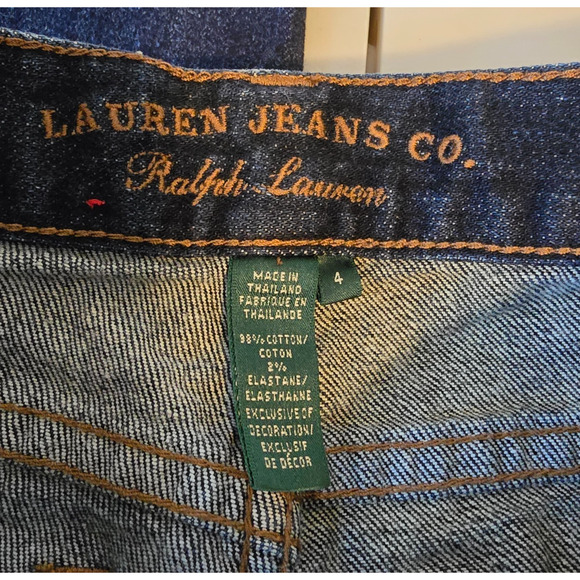 LAUREN JEANS CO.
Ralph Lauren
4
MADE IN
THAILAND
FABRIQUE EN
THAILANDE
98% COTTON/
COTON
2%
ELASTANE/
ELASTHANNE
EXCLUSIVE OF
DECORATION/
EXCLUSIF
DE DÉCOR